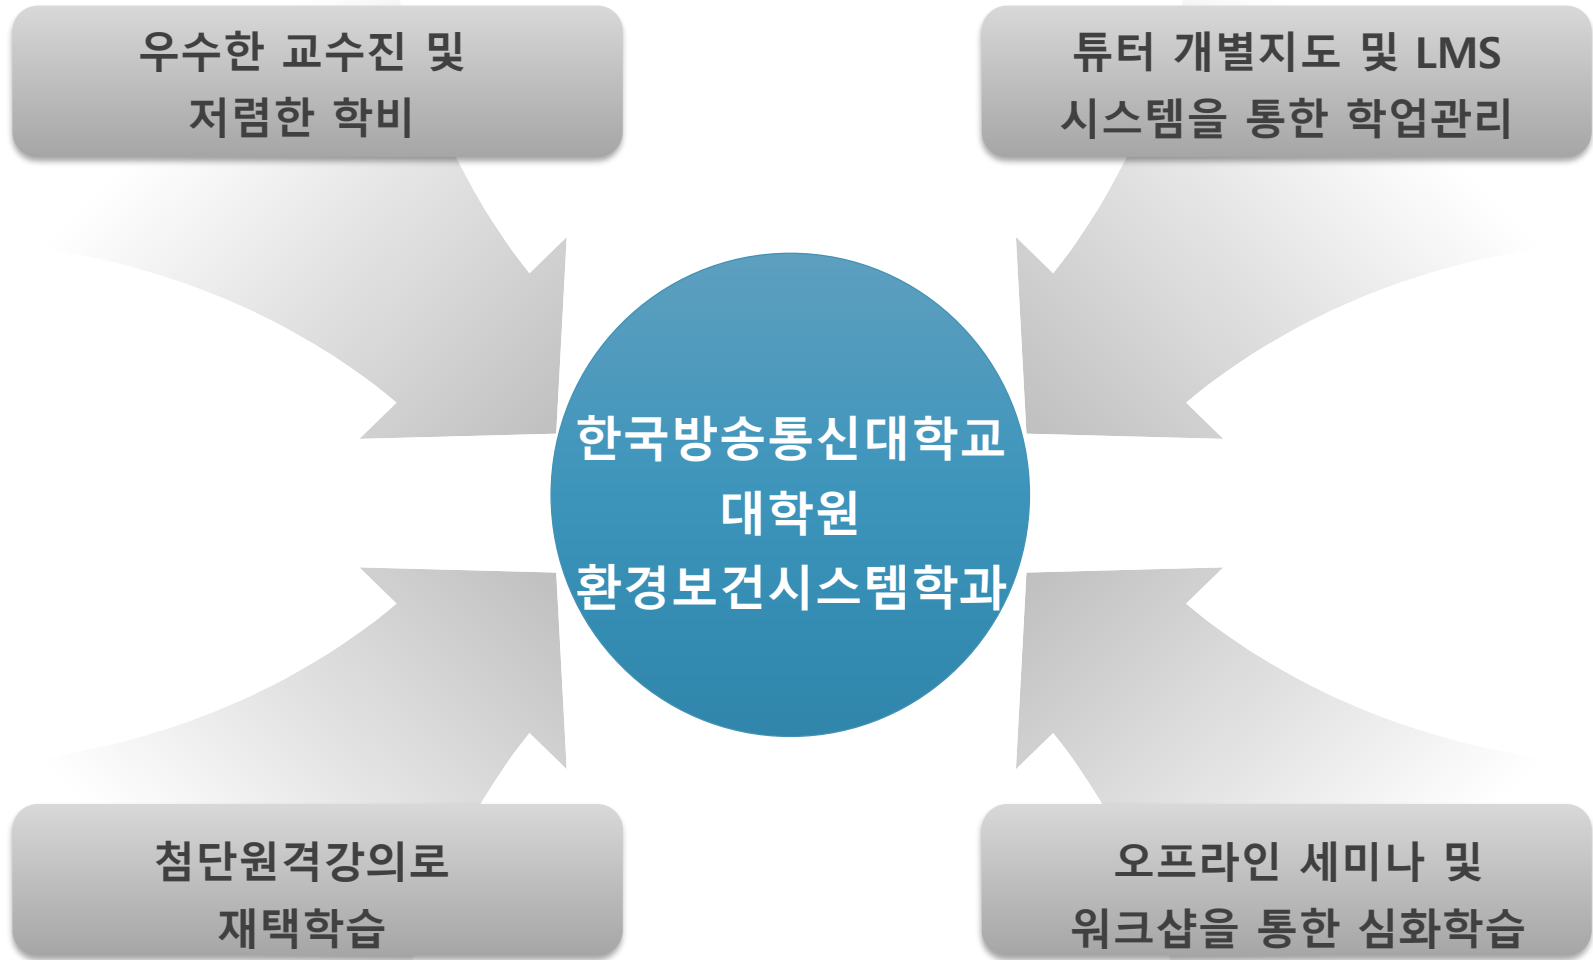 우수한 교수진 및
저렴한 학비
튜터 개별지도 및 LMS
시스템을 통한 학업관리
한국방송통신대학교
대학원
환경보건시스템학과
첨단원격강의로
재택학습
오프라인 세미나 및
워크샵을 통한 심화학습